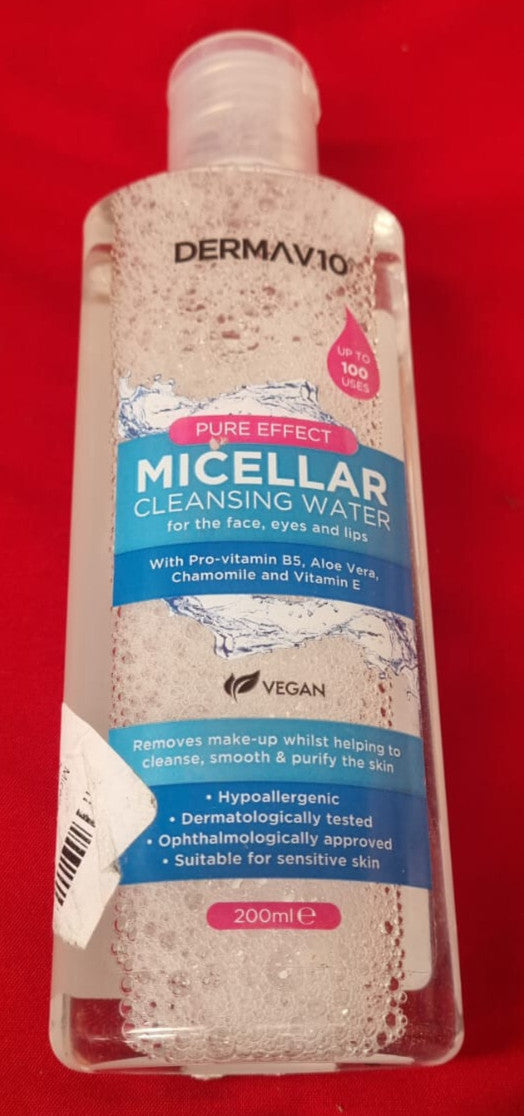 DERMAV10
UP TO
100
USES
PURE EFFECT
MICELLAR
CLEANSING WATER
for the face, eyes and lips
With Pro-vitamin B5, Aloe Vera,
Chamomile and Vitamin E
VEGAN
Removes make-up whilst helping to
cleanse, smooth & purify the skin
• Hypoallergenic
• Dermatologically tested
• Ophthalmologically approved
• Suitable for sensitive skin
200ml ℮